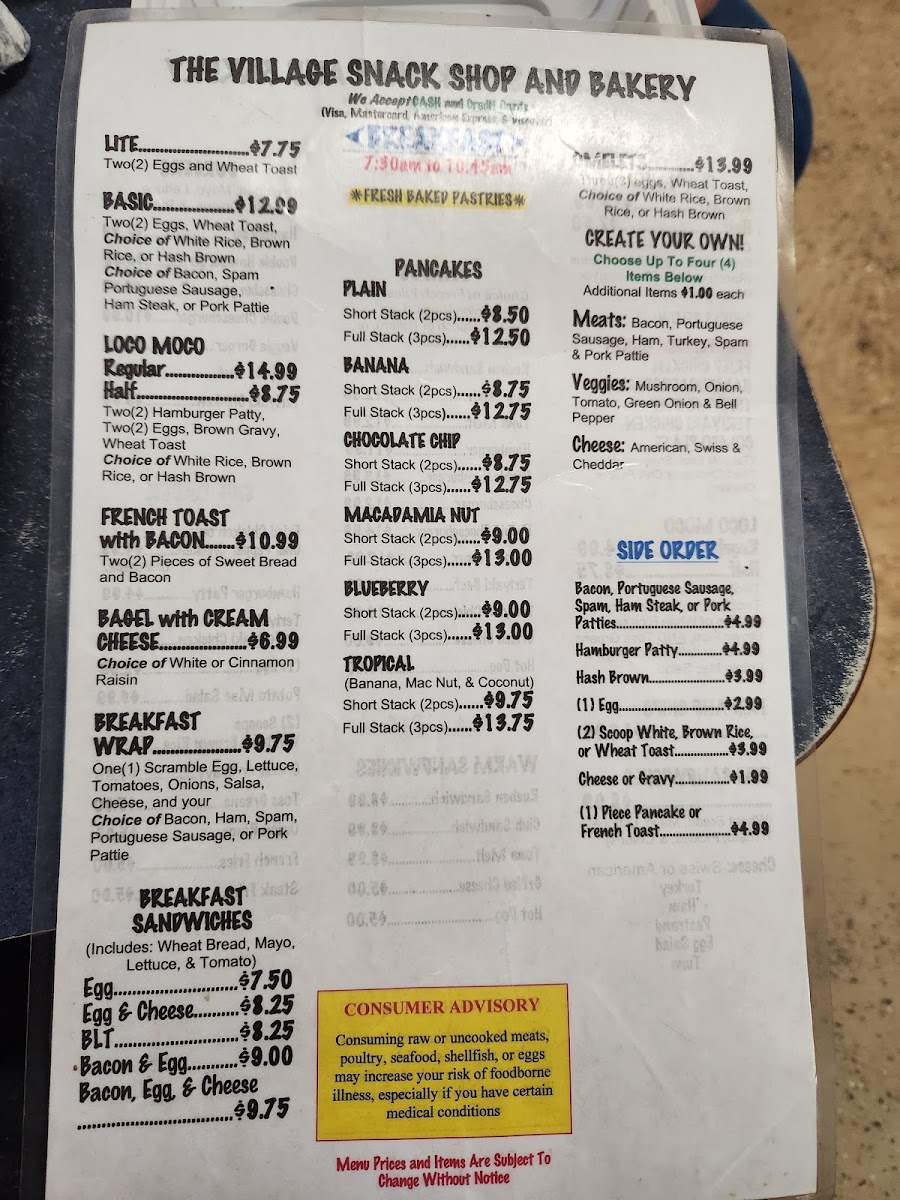 THE VILLAGE SNACK SHOP AND BAKERY
We Accept CASH and Credit Cards
(Visa, Mastercard, American Express, & Discover)
BREAKFAST
7:30am to 10:45am
*FRESH BAKED PASTRIES*
LITE.......................$7.75
Two(2) Eggs and Wheat Toast
BASIC.................$12.99
Two(2) Eggs, Wheat Toast,
Choice of White Rice, Brown
Rice, or Hash Brown
Choice of Bacon, Spam
Portuguese Sausage,
Ham Steak, or Pork Pattie
LOCO MOCO
Regular..............$14.99
Half.......................$8.75
Two(2) Hamburger Patty,
Two(2) Eggs, Brown Gravy,
Wheat Toast
Choice of White Rice, Brown
Rice, or Hash Brown
FRENCH TOAST
with BACON.......$10.99
Two(2) Pieces of Sweet Bread
and Bacon
BAGEL with CREAM
CHEESE.................$6.99
Choice of White or Cinnamon
Raisin
BREAKFAST
WRAP..................$9.75
One(1) Scramble Egg, Lettuce,
Tomatoes, Onions, Salsa,
Cheese, and your
Choice of Bacon, Ham, Spam,
Portuguese Sausage, or Pork
Pattie
BREAKFAST
SANDWICHES
(Includes: Wheat Bread, Mayo,
Lettuce, & Tomato)
Egg..........................$7.50
Egg & Cheese..........$8.25
BLT..........................$8.25
Bacon & Egg...........$9.00
Bacon, Egg, & Cheese
................................$9.75
PANCAKES
PLAIN
Short Stack (2pcs)......$8.50
Full Stack (3pcs)......$12.50
BANANA
Short Stack (2pcs)......$8.75
Full Stack (3pcs)......$12.75
CHOCOLATE CHIP
Short Stack (2pcs)......$8.75
Full Stack (3pcs)......$12.75
MACADAMIA NUT
Short Stack (2pcs)......$9.00
Full Stack (3pcs)......$13.00
BLUEBERRY
Short Stack (2pcs)......$9.00
Full Stack (3pcs)......$13.00
TROPICAL
(Banana, Mac Nut, & Coconut)
Short Stack (2pcs)......$9.75
Full Stack (3pcs)......$13.75
CONSUMER ADVISORY
Consuming raw or uncooked meats,
poultry, seafood, shellfish, or eggs
may increase your risk of foodborne
illness, especially if you have certain
medical conditions
Menu Prices and Items Are Subject To
Change Without Notice
OMELETS..........$13.99
Three(3) eggs, Wheat Toast,
Choice of White Rice, Brown
Rice, or Hash Brown
CREATE YOUR OWN!
Choose Up To Four (4)
Items Below
Additional Items $1.00 each
Meats: Bacon, Portuguese
Sausage, Ham, Turkey, Spam
& Pork Pattie
Veggies: Mushroom, Onion,
Tomato, Green Onion & Bell
Pepper
Cheese: American, Swiss &
Cheddar
SIDE ORDER
Bacon, Portuguese Sausage,
Spam, Ham Steak, or Pork
Patties..........................$4.99
Hamburger Patty...........$4.99
Hash Brown...................$3.99
(1) Egg..........................$2.99
(2) Scoop White, Brown Rice,
or Wheat Toast..............$3.99
Cheese or Gravy.............$1.99
(1) Piece Pancake or
French Toast..................$4.99